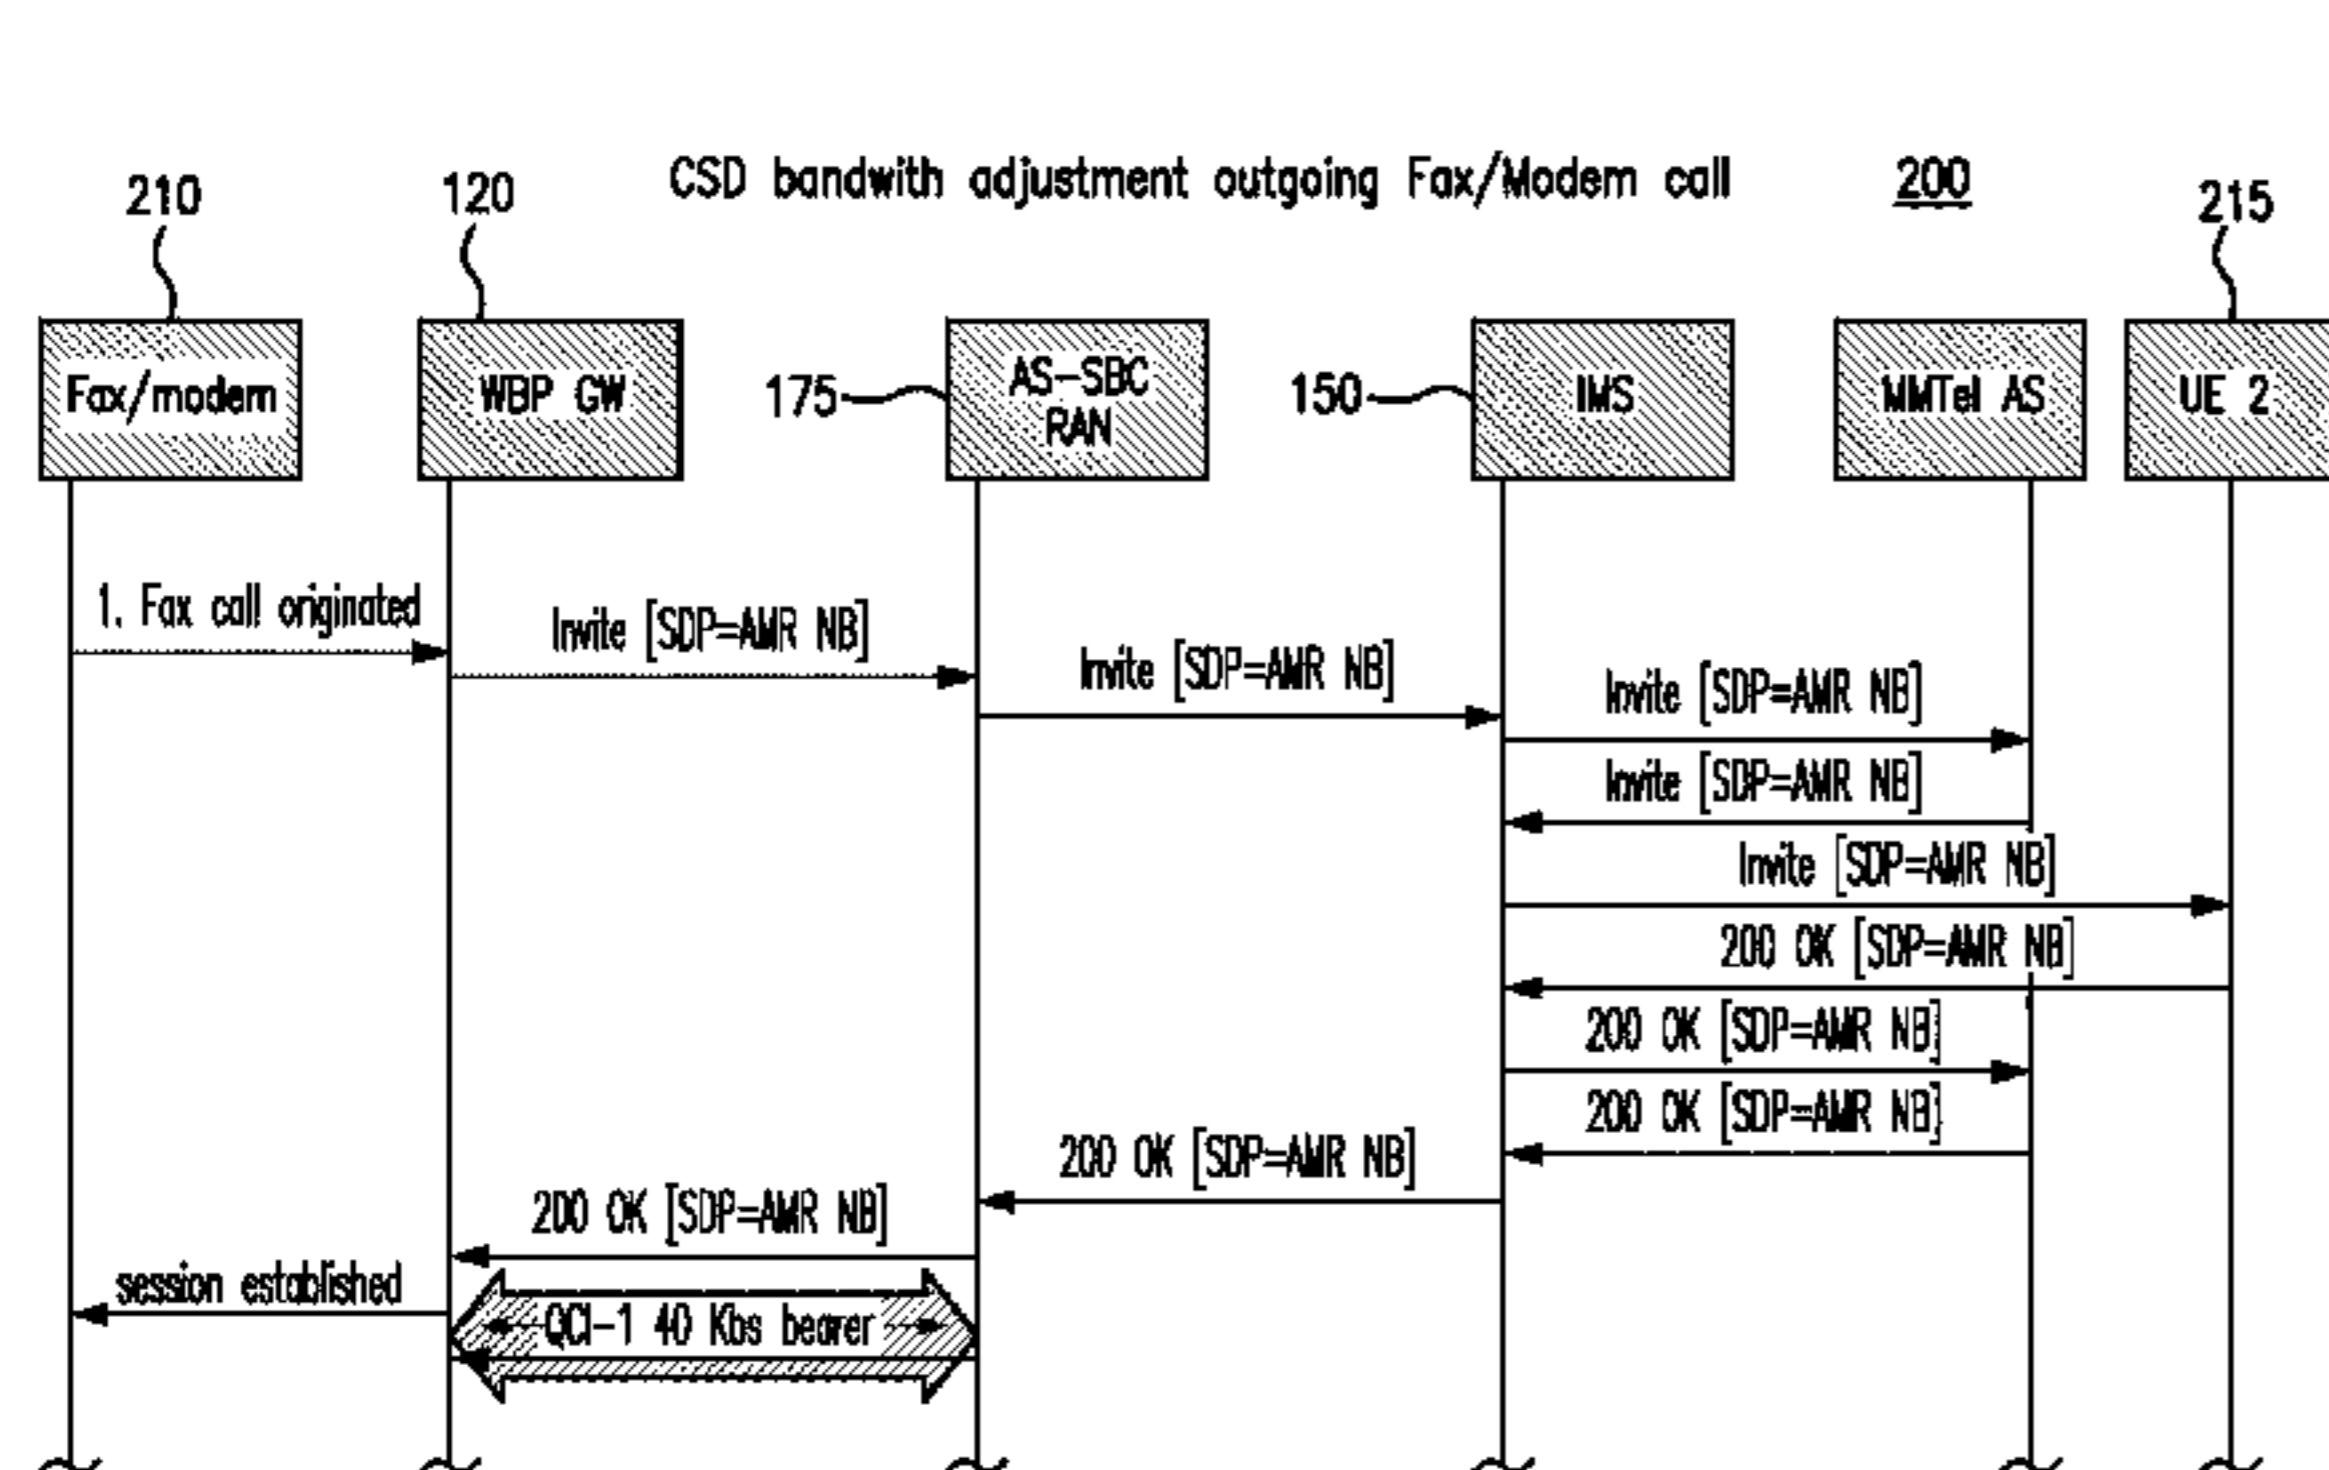 CSD bandwith adjustment outgoing Fax/Modem call
200
210
120
215
Fax/modem
WBP GW
175
AS-SBC
RAN
150
IMS
MMTel AS
UE 2
1. Fax call originated
Invite [SDP=AMR NB]
Invite [SDP=AMR NB]
Invite [SDP=AMR NB]
Invite [SDP=AMR NB]
Invite [SDP=AMR NB]
200 OK [SDP=AMR NB]
200 OK [SDP=AMR NB]
200 OK [SDP=AMR NB]
200 OK [SDP=AMR NB]
200 OK [SDP=AMR NB]
session established
QCI-1 40 Kbs bearer